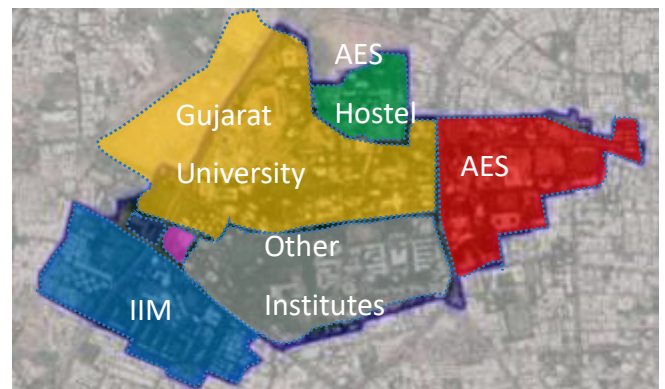 AES
Hostel
Gujarat
University
AES
Other
Institutes
IIM